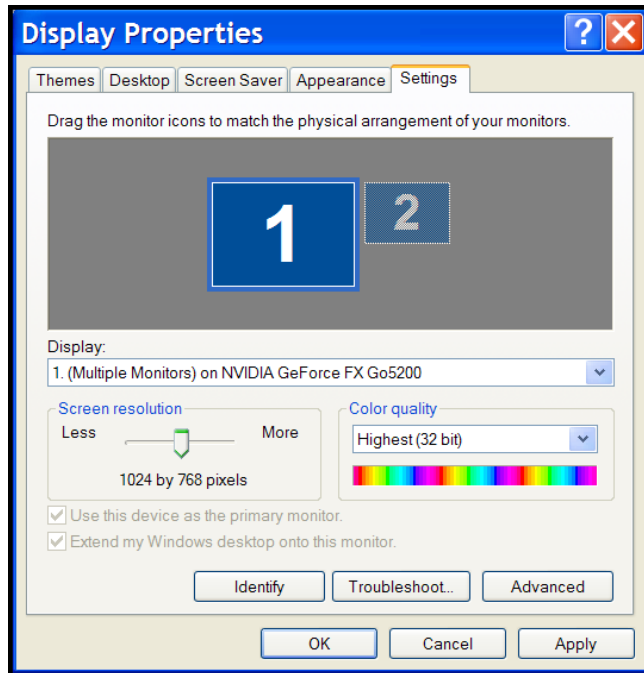 Display Properties
Themes Desktop Screen Saver Appearance Settings
Drag the monitor icons to match the physical arrangement of your monitors.
1 2
Display:
1. (Multiple Monitors) on NVIDIA GeForce FX Go5200
Screen resolution Color quality
Less More Highest (32 bit)
1024 by 768 pixels
Use this device as the primary monitor.
Extend my Windows desktop onto this monitor.
Identify Troubleshoot... Advanced
OK Cancel Apply